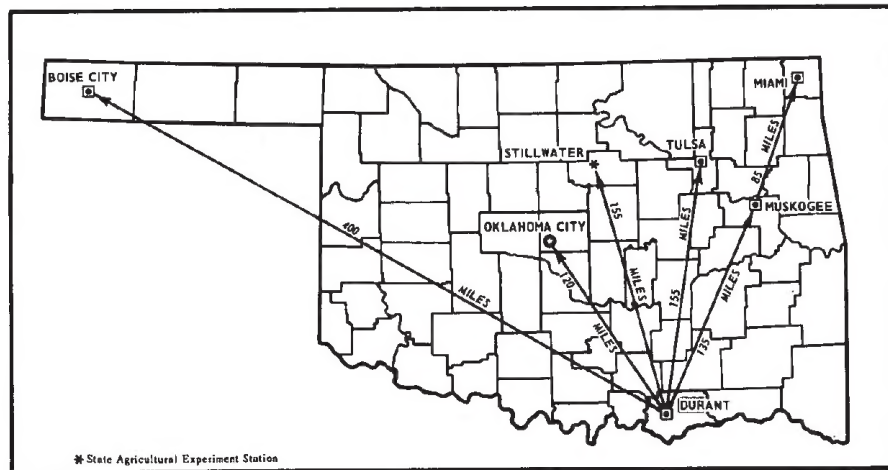 BOISE CITY
MIAMI
TULSA
STILLWATER
85 MILES
MUSKOGEE
OKLAHOMA CITY
400 MILES
120 MILES
155 MILES
155 MILES
135 MILES
DURANT
* State Agricultural Experiment Station